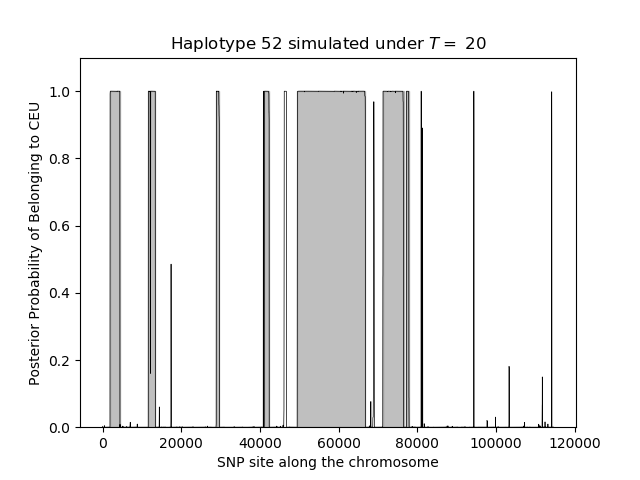 Haplotype 52 simulated under T = 20
Posterior Probability of Belonging to CEU
1.0
0.8
0.6
0.4
0.2
0.0
0 20000 40000 60000 80000 100000 120000
SNP site along the chromosome